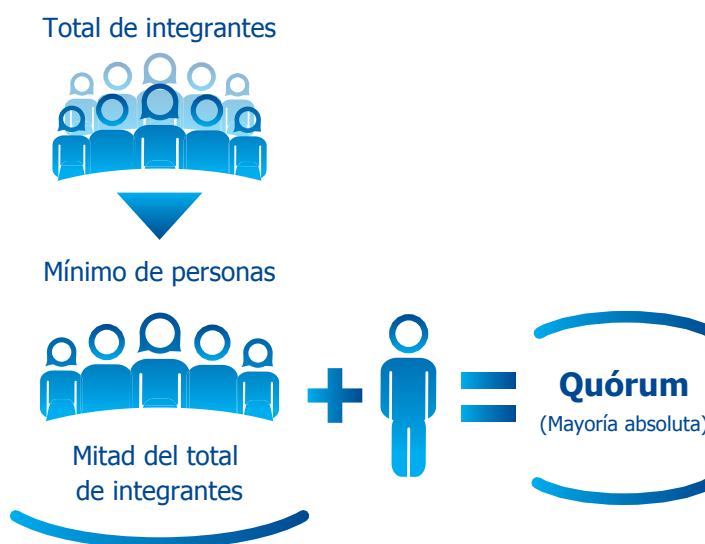 Total de integrantes
Mínimo de personas
Mitad del total
de integrantes
Quórum
(Mayoría absoluta)